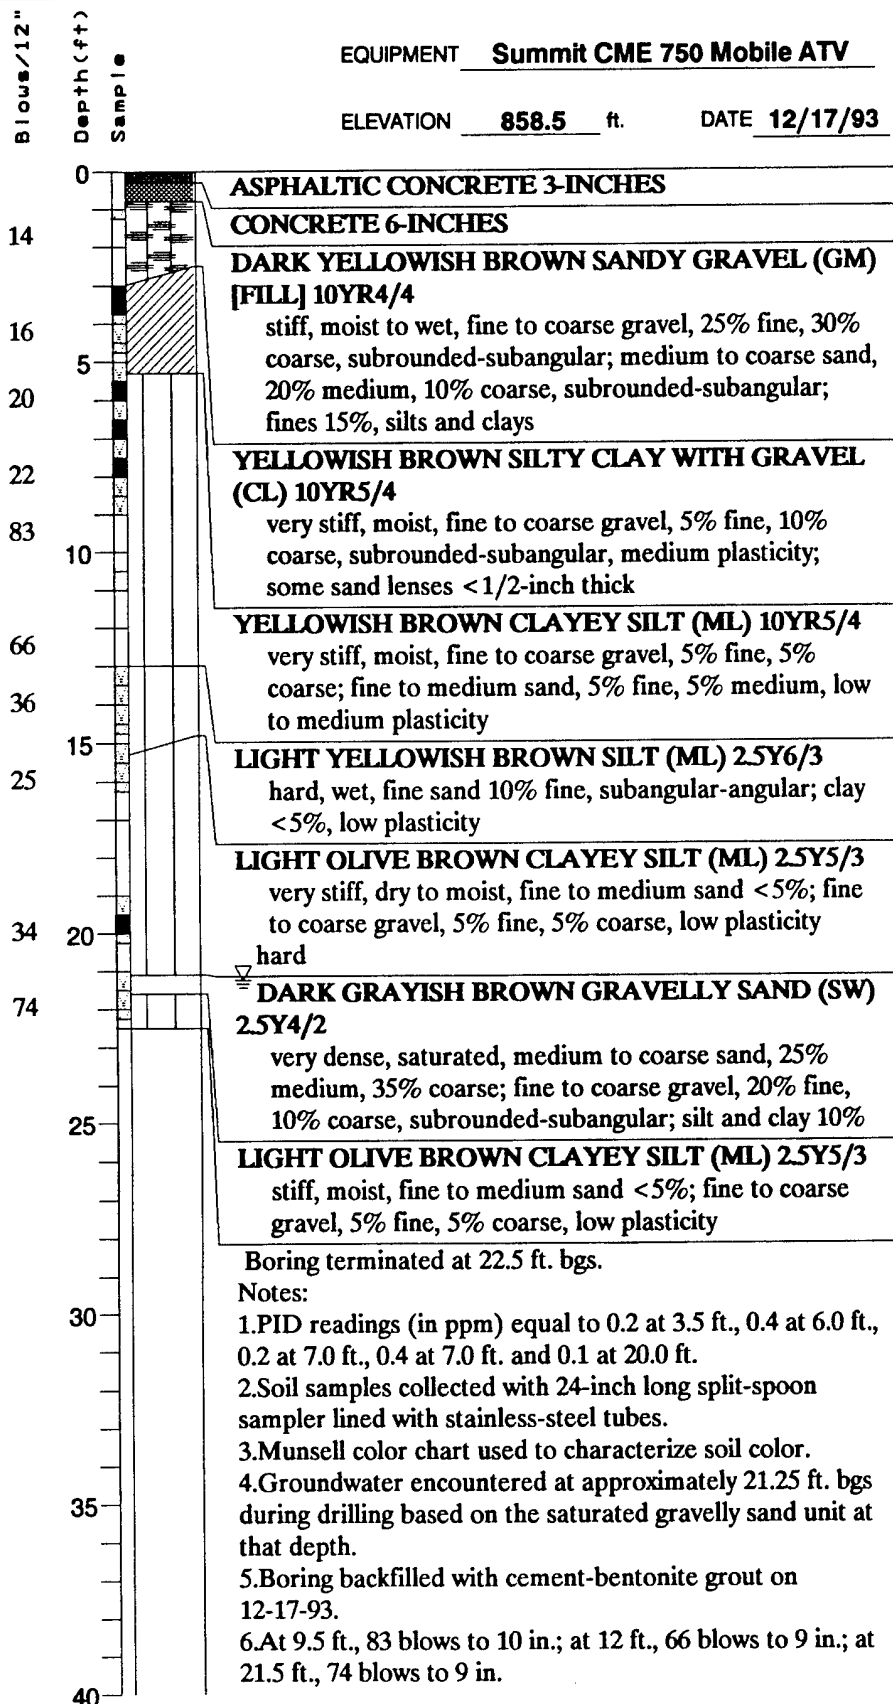 Blows/12"
Depth(ft)
Sample
EQUIPMENT Summit CME 750 Mobile ATV
ELEVATION 858.5 ft. DATE 12/17/93
0
ASPHALTIC CONCRETE 3-INCHES
CONCRETE 6-INCHES
14
DARK YELLOWISH BROWN SANDY GRAVEL (GM)
[FILL] 10YR4/4
stiff, moist to wet, fine to coarse gravel, 25% fine, 30%
16
coarse, subrounded-subangular; medium to coarse sand,
5
20% medium, 10% coarse, subrounded-subangular;
20
fines 15%, silts and clays
YELLOWISH BROWN SILTY CLAY WITH GRAVEL
22
(CL) 10YR5/4
very stiff, moist, fine to coarse gravel, 5% fine, 10%
83
10
coarse, subrounded-subangular, medium plasticity;
some sand lenses <1/2-inch thick
YELLOWISH BROWN CLAYEY SILT (ML) 10YR5/4
66
very stiff, moist, fine to coarse gravel, 5% fine, 5%
coarse; fine to medium sand, 5% fine, 5% medium, low
36
to medium plasticity
15
LIGHT YELLOWISH BROWN SILT (ML) 2.5Y6/3
25
hard, wet, fine sand 10% fine, subangular-angular; clay
<5%, low plasticity
LIGHT OLIVE BROWN CLAYEY SILT (ML) 2.5Y5/3
very stiff, dry to moist, fine to medium sand <5%; fine
34
20
to coarse gravel, 5% fine, 5% coarse, low plasticity
hard
DARK GRAYISH BROWN GRAVELLY SAND (SW)
74
2.5Y4/2
very dense, saturated, medium to coarse sand, 25%
medium, 35% coarse; fine to coarse gravel, 20% fine,
25
10% coarse, subrounded-subangular; silt and clay 10%
LIGHT OLIVE BROWN CLAYEY SILT (ML) 2.5Y5/3
stiff, moist, fine to medium sand <5%; fine to coarse
gravel, 5% fine, 5% coarse, low plasticity
Boring terminated at 22.5 ft. bgs.
Notes:
30
1.PID readings (in ppm) equal to 0.2 at 3.5 ft., 0.4 at 6.0 ft.,
0.2 at 7.0 ft., 0.4 at 7.0 ft. and 0.1 at 20.0 ft.
2.Soil samples collected with 24-inch long split-spoon
sampler lined with stainless-steel tubes.
3.Munsell color chart used to characterize soil color.
4.Groundwater encountered at approximately 21.25 ft. bgs
35
during drilling based on the saturated gravelly sand unit at
that depth.
5.Boring backfilled with cement-bentonite grout on
12-17-93.
6.At 9.5 ft., 83 blows to 10 in.; at 12 ft., 66 blows to 9 in.; at
21.5 ft., 74 blows to 9 in.
40